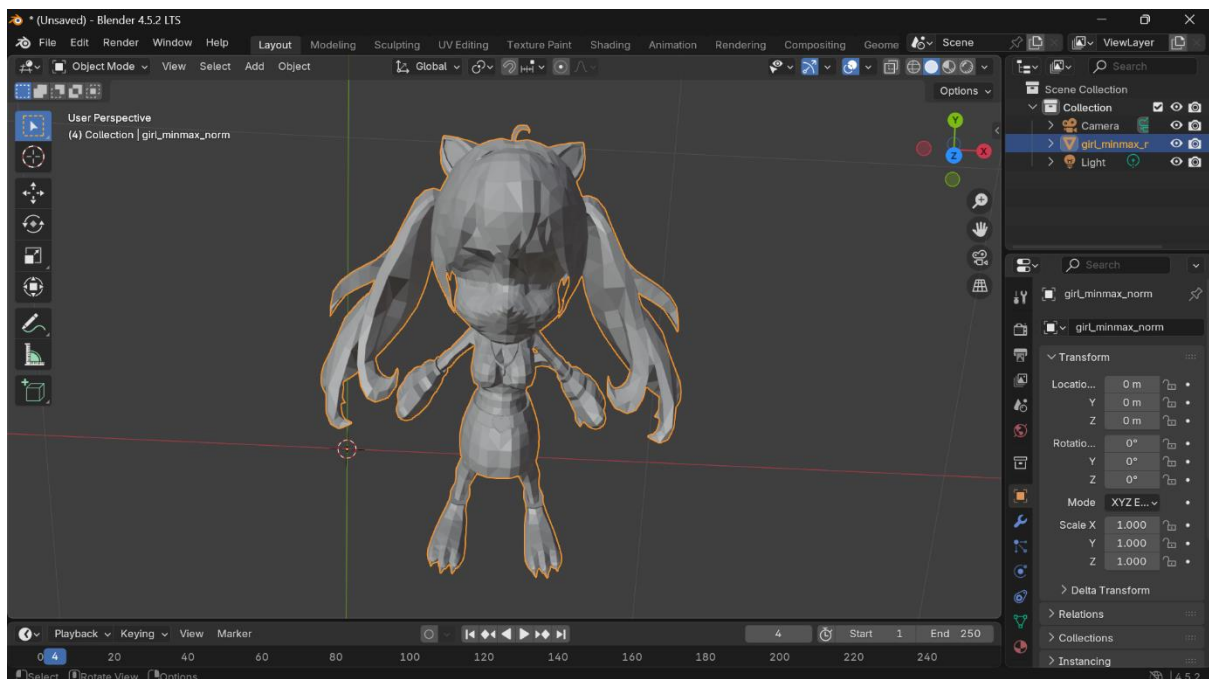 * (Unsaved) - Blender 4.5.2 LTS
File Edit Render Window Help Layout Modeling Sculpting UV Editing Texture Paint Shading Animation Rendering Compositing Geome Scene ViewLayer
Object Mode View Select Add Object Global Search
Options
User Perspective
(4) Collection | girl_minmax_norm
Y
X
Z
Scene Collection
Collection
Camera
girl_minmax_r
Light
Search
girl_minmax_norm
girl_minmax_norm
Transform
Locatio... 0 m
Y 0 m
Z 0 m
Rotatio... 0°
Y 0°
Z 0°
Mode XYZ E...
Scale X 1.000
Y 1.000
Z 1.000
Delta Transform
Relations
Collections
Instancing
Playback Keying View Marker 4 Start 1 End 250
0 4 20 40 60 80 100 120 140 160 180 200 220 240
Select Rotate View Options 4.5.2